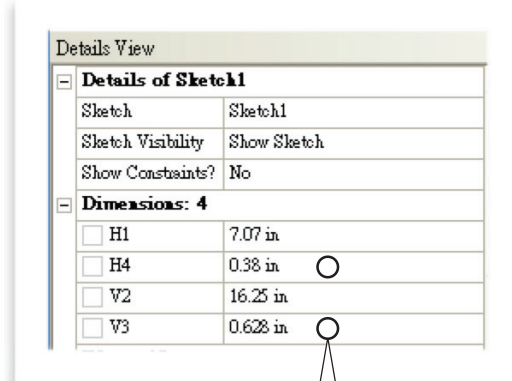 Details View
Details of Sketch1
Sketch Sketch1
Sketch Visibility Show Sketch
Show Constraints? No
Dimensions: 4
H1 7.07 in
H4 0.38 in
V2 16.25 in
V3 0.628 in